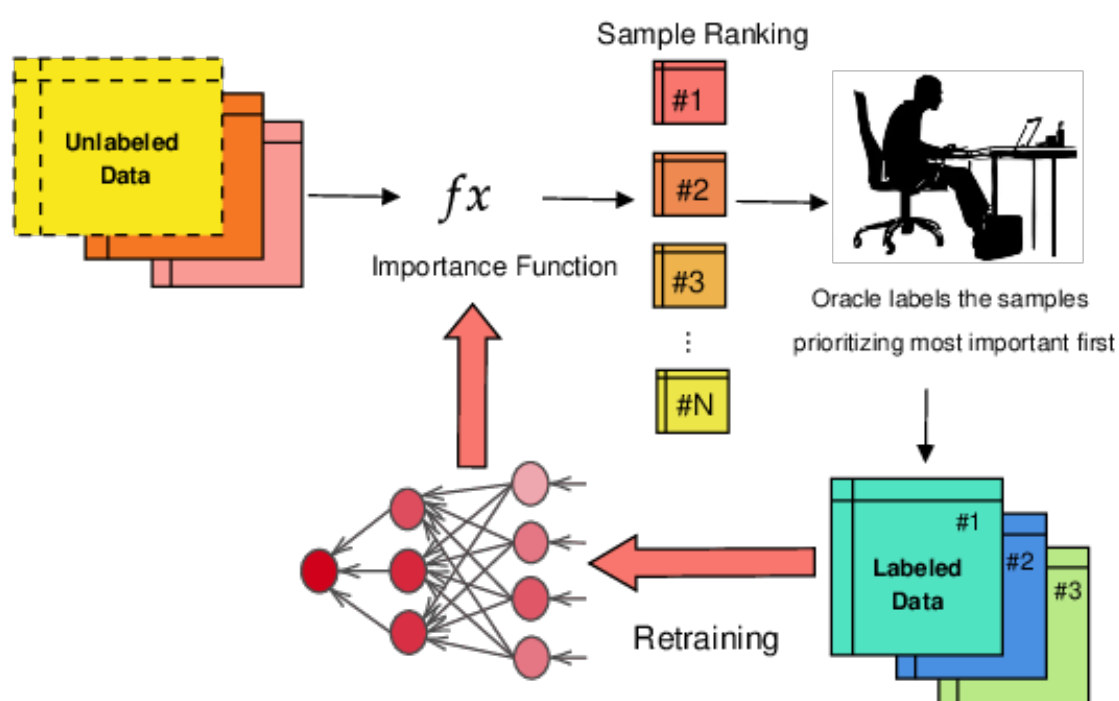 Sample Ranking
Unlabeled
Data
fx
Importance Function
#1
#2
#3
⋮
#N
Oracle labels the samples
prioritizing most important first
#1
Labeled
Data
#2
#3
Retraining